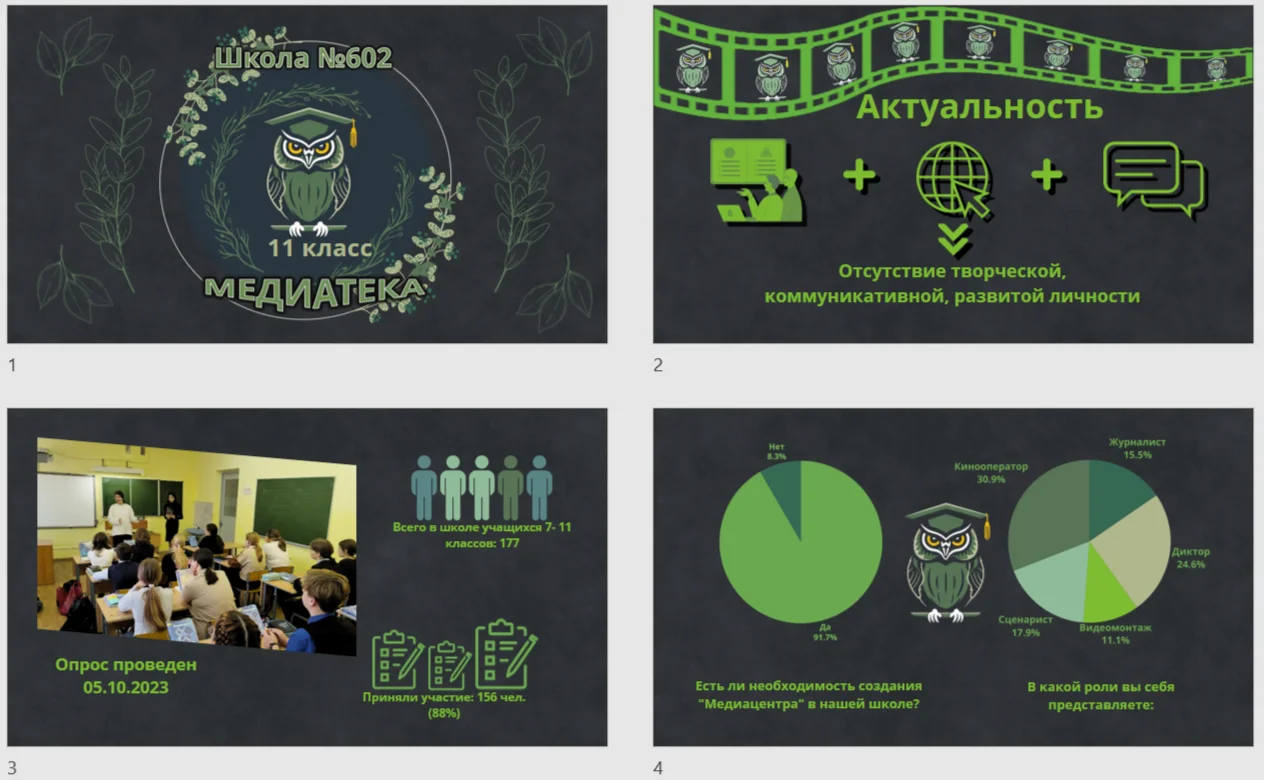 Школа №602
11 класс
МЕДИАТЕКА
1
Актуальность
Отсутствие творческой,
коммуникативной, развитой личности
2
Всего в школе учащихся 7- 11
классов: 177
Опрос проведен
05.10.2023
Приняли участие: 156 чел.
(88%)
3
Нет
8.3%
Да
91.7%
Есть ли необходимость создания
"Медиацентра" в нашей школе?
Журналист
15.5%
Кинооператор
30.9%
Диктор
24.6%
Сценарист
17.9%
Видеомонтаж
11.1%
В какой роли вы себя
представляете:
4